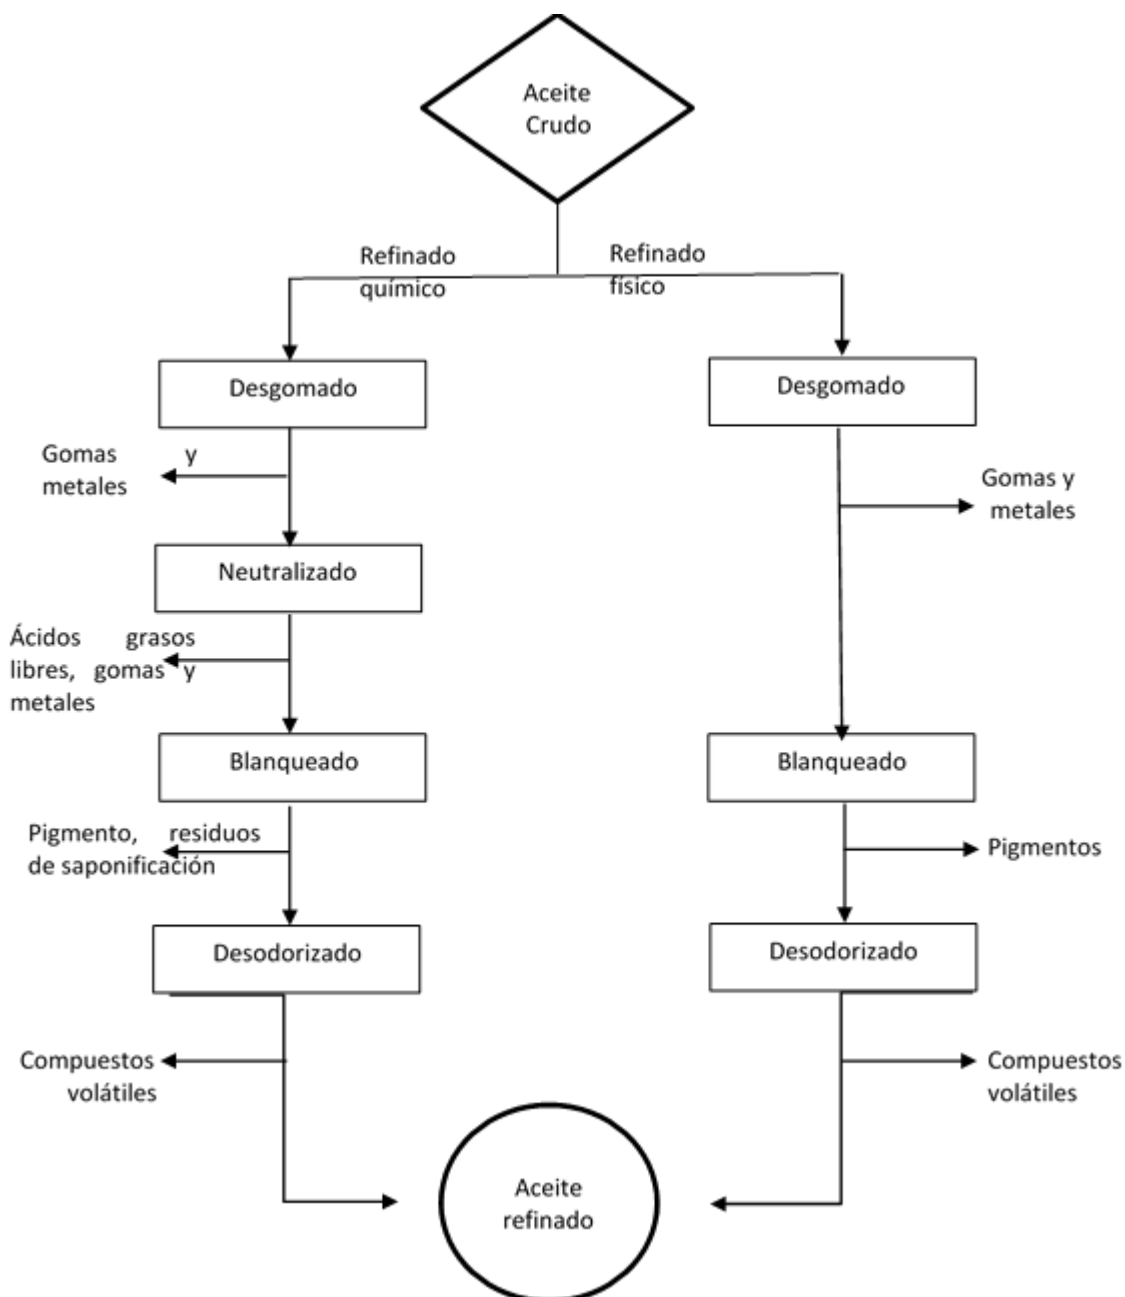 Aceite
Crudo
Refinado
químico
Refinado
físico
Desgomado
Desgomado
Gomas y
metales
Gomas y
metales
Neutralizado
Ácidos grasos
libres, gomas y
metales
Blanqueado
Blanqueado
Pigmento, residuos
de saponificación
Pigmentos
Desodorizado
Desodorizado
Compuestos
volátiles
Compuestos
volátiles
Aceite
refinado